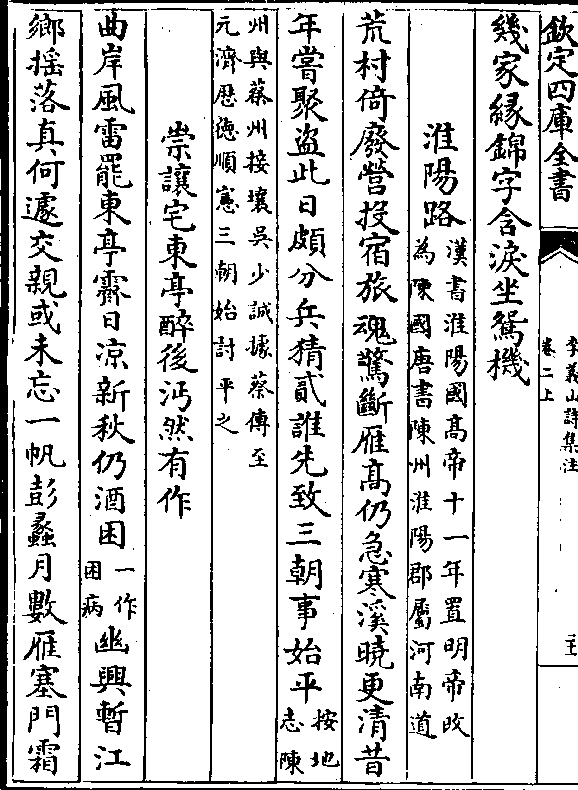 欽定四庫全書
李義山詩集注
卷二上
幾家緣錦字含淚坐鴛機
淮陽路
漢書淮陽國高帝十一年置明帝改
為陳國唐書陳州淮陽郡屬河南道
荒村倚廢營投宿旅魂驚斷雁高仍急寒溪曉更清昔
年嘗聚盜此日頗分兵猜貳誰先致三朝事始平
按地
志陳
州與蔡州接壤吳少誠據蔡傳至
元濟歷德順憲三朝始討平之
崇讓宅東亭醉後沔然有作
曲岸風雷罷東亭霽日涼新秋仍酒困
一作
困病
幽興暫江
鄉揺落真何遽交親或未忘一帆彭蠡月數雁塞門霜